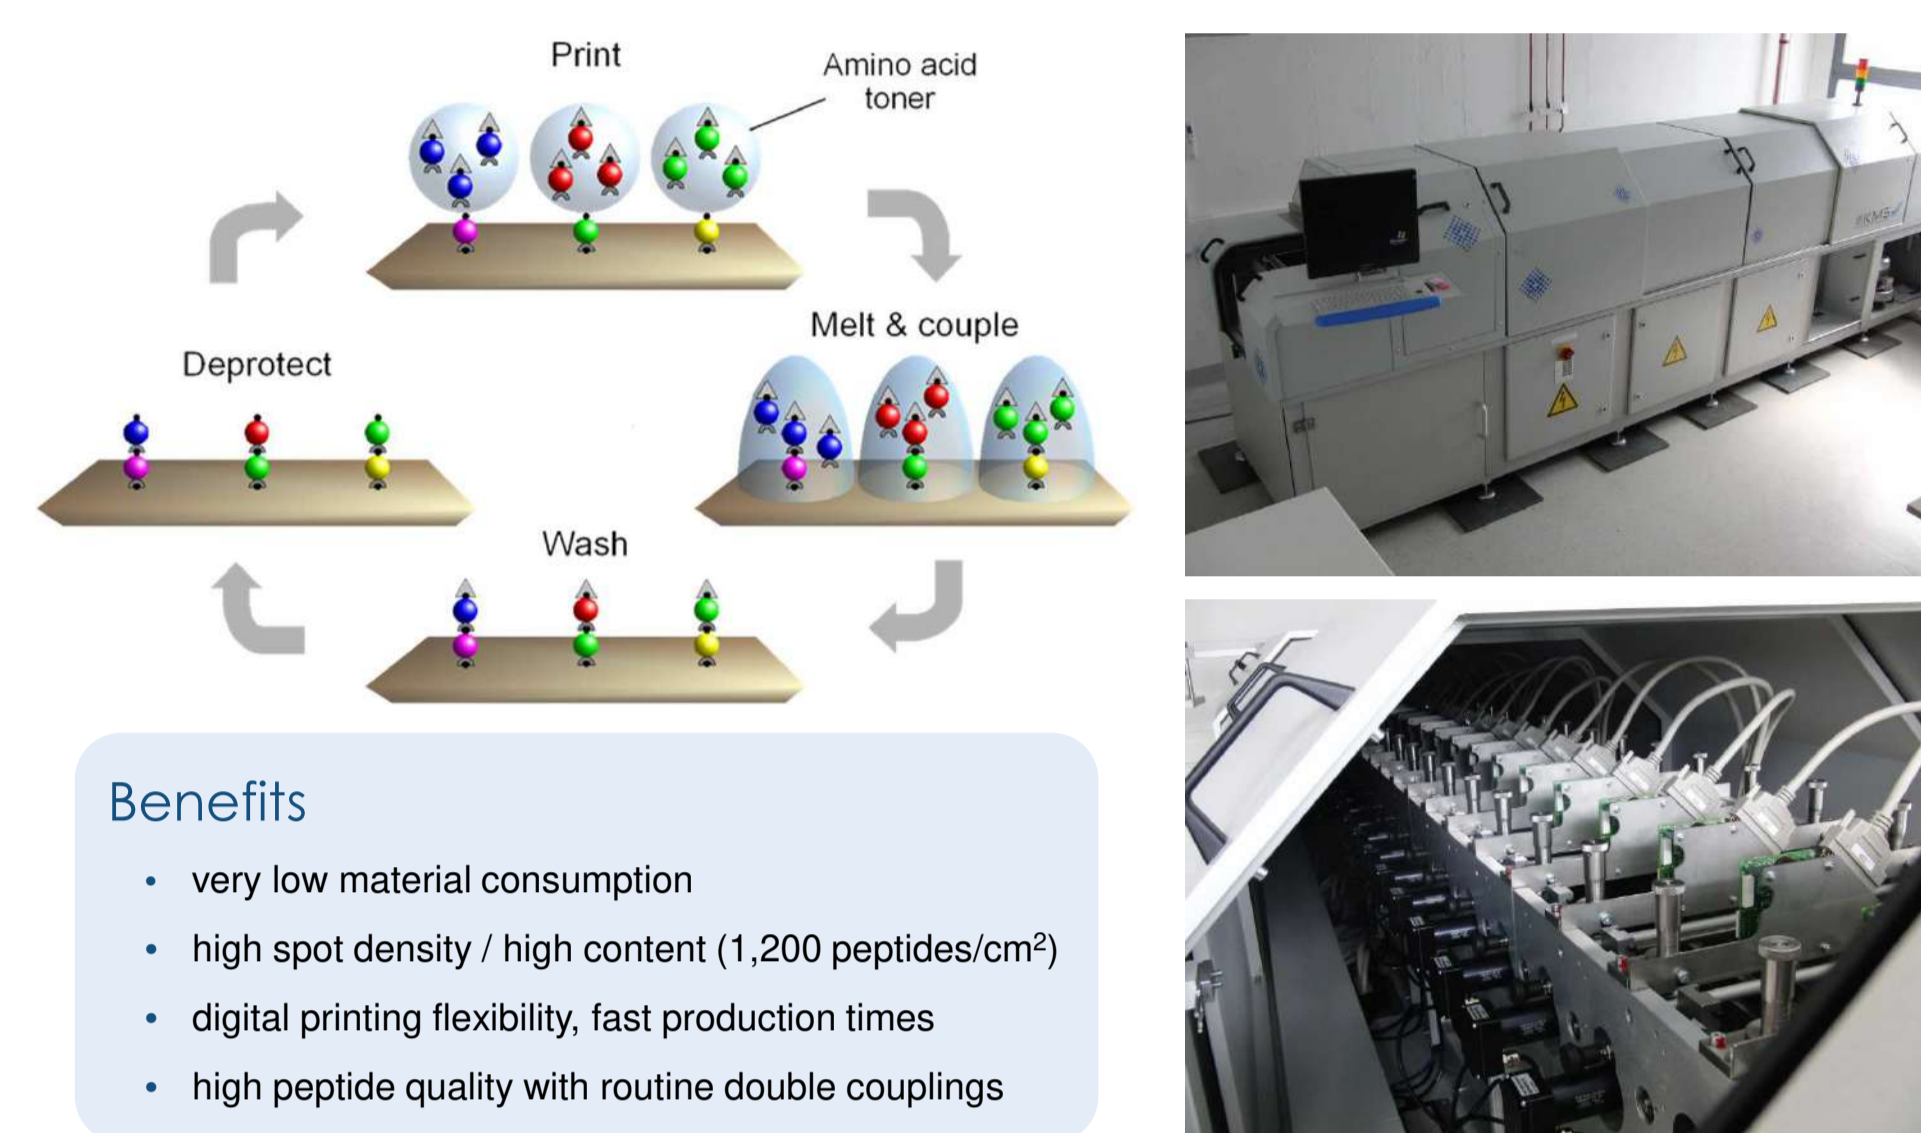 Print
Amino acid
toner
Melt & couple
Deprotect
Wash
Benefits
• very low material consumption
• high spot density / high content (1,200 peptides/cm²)
• digital printing flexibility, fast production times
• high peptide quality with routine double couplings